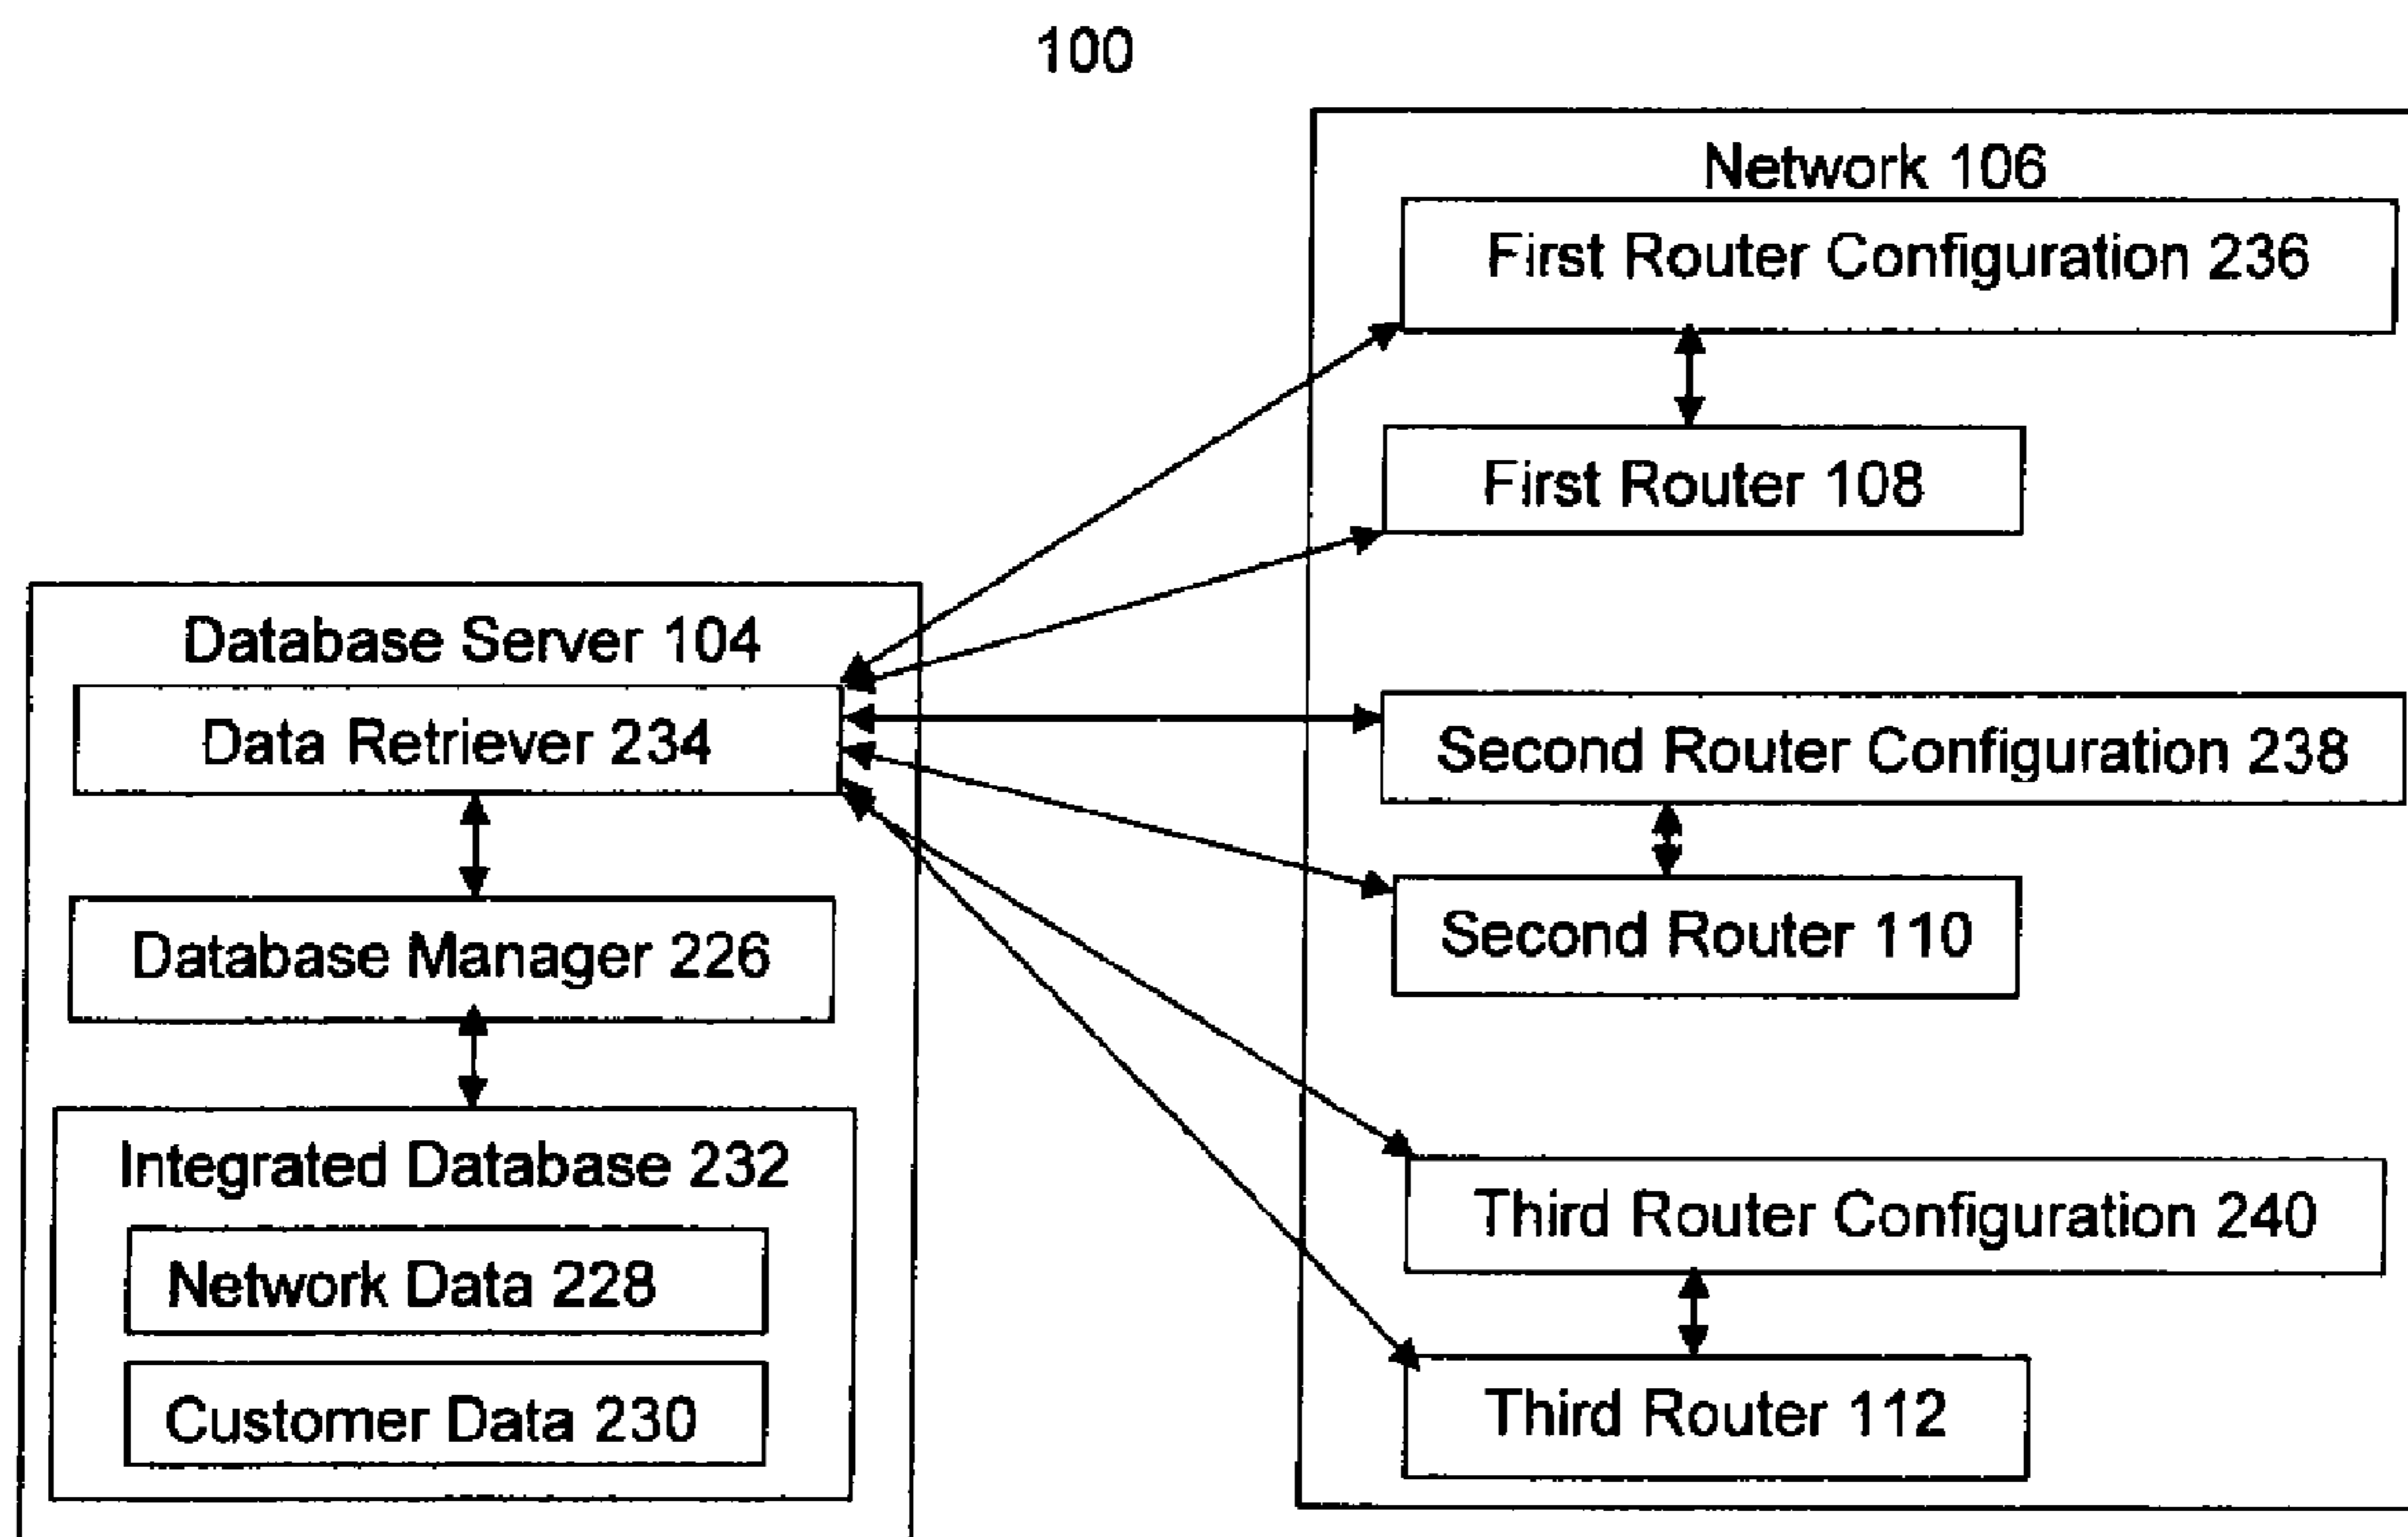 100
Network 106
First Router Configuration 236
First Router 108
Database Server 104
Data Retriever 234
Second Router Configuration 238
Database Manager 226
Second Router 110
Integrated Database 232
Network Data 228
Customer Data 230
Third Router Configuration 240
Third Router 112